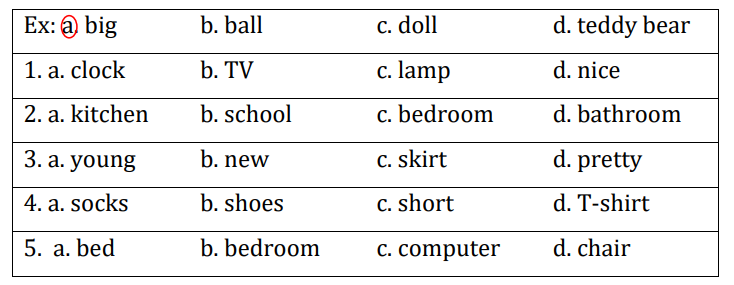 Ex: a. big b. ball c. doll d. teddy bear
1. a. clock b. TV c. lamp d. nice
2. a. kitchen b. school c. bedroom d. bathroom
3. a. young b. new c. skirt d. pretty
4. a. socks b. shoes c. short d. T-shirt
5. a. bed b. bedroom c. computer d. chair